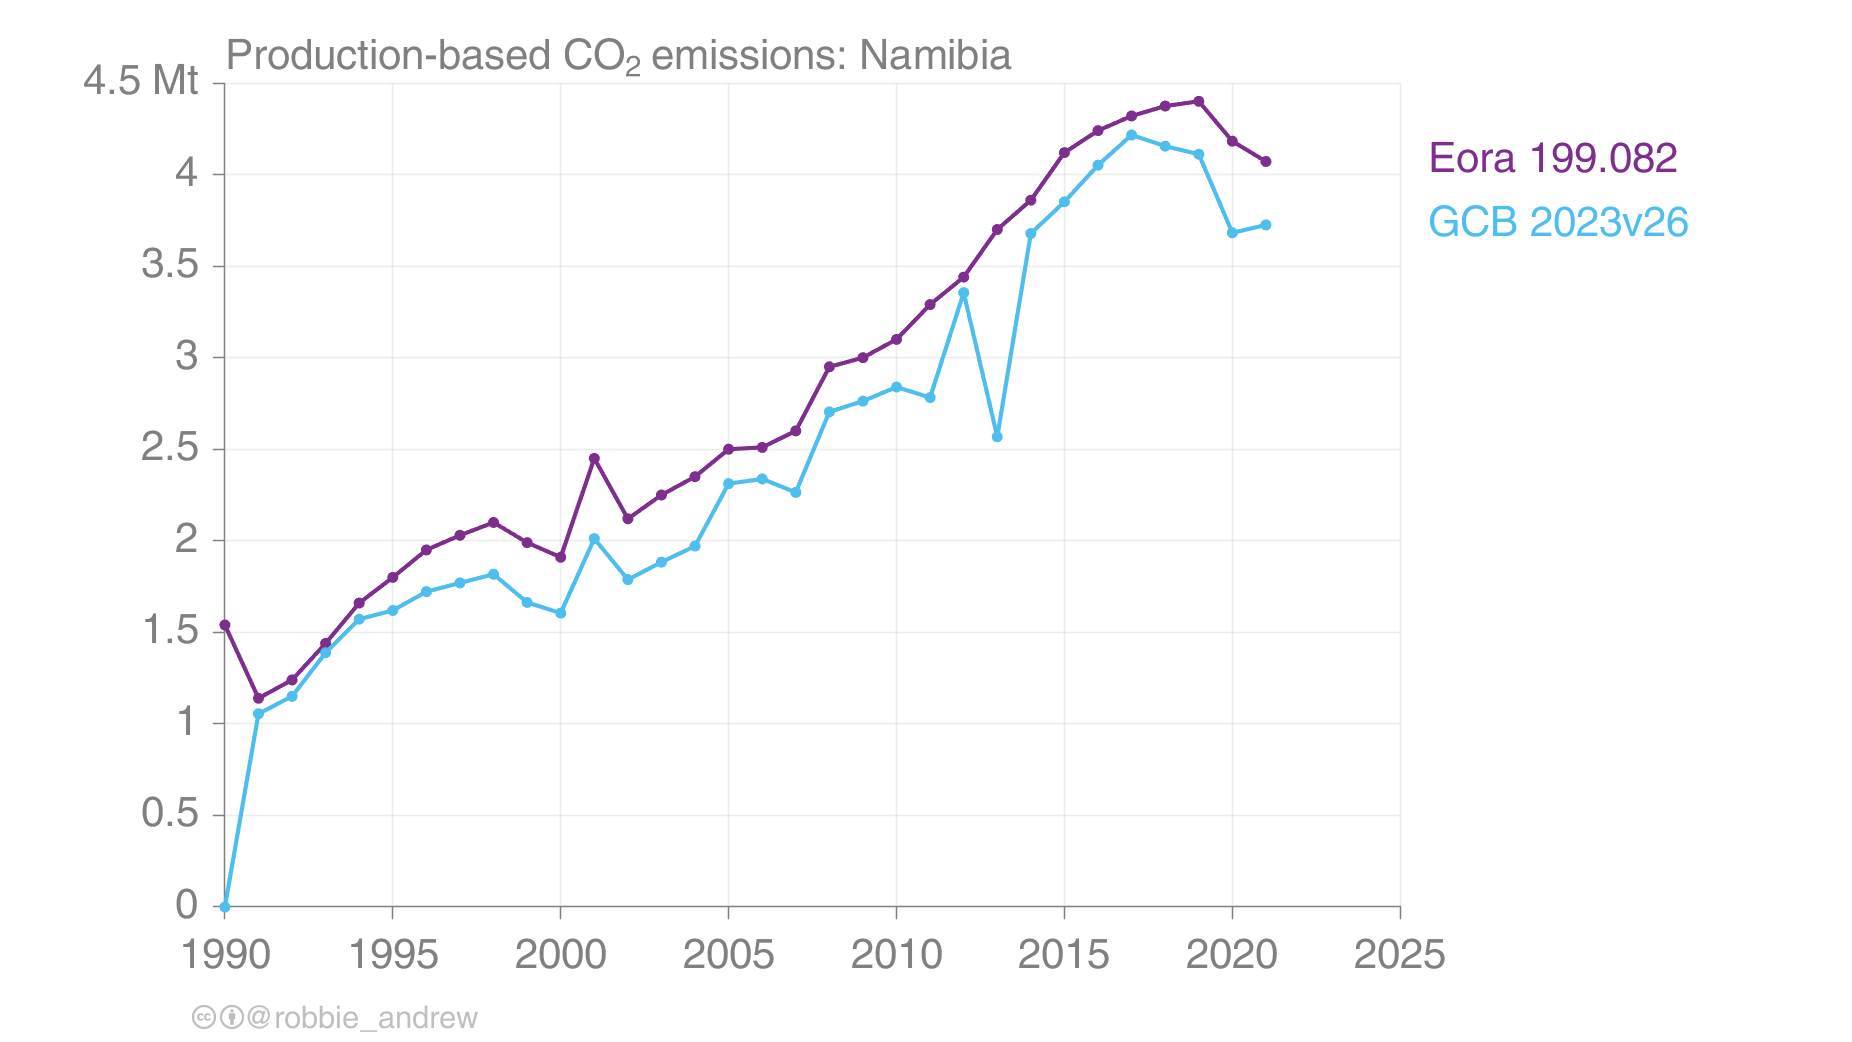 Production-based CO₂ emissions: Namibia
4.5 Mt
4
3.5
3
2.5
2
1.5
1
0.5
0
1990 1995 2000 2005 2010 2015 2020 2025
Eora 199.082
GCB 2023v26
@robbie_andrew